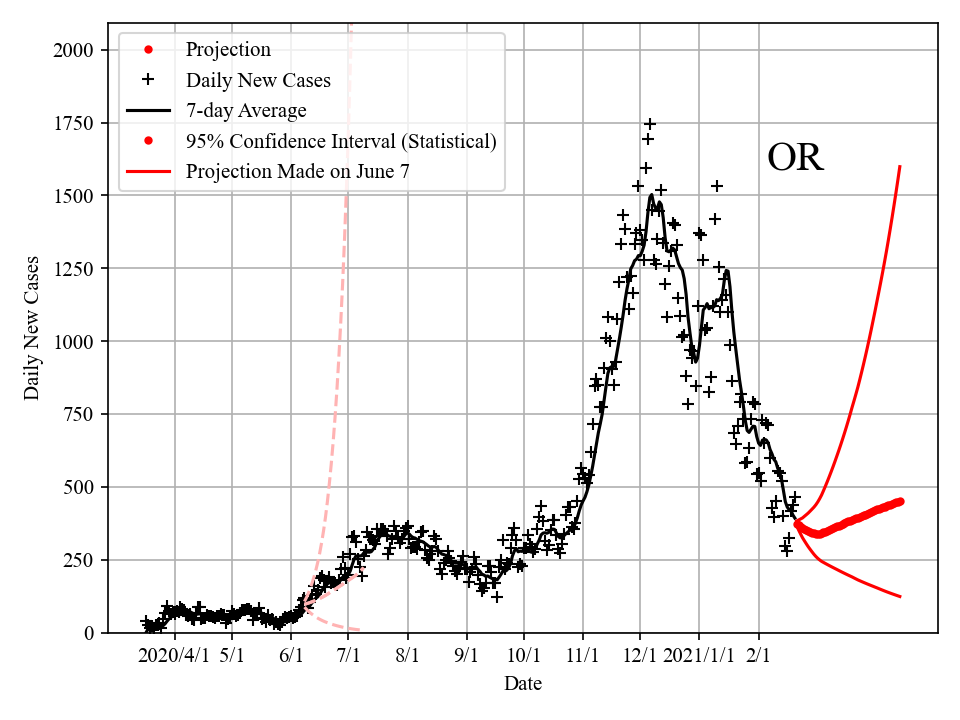 2000
1750
1500
1250
1000
750
500
250
0
Daily New Cases
Projection
Daily New Cases
7-day Average
95% Confidence Interval (Statistical)
Projection Made on June 7
OR
2020/4/1 5/1 6/1 7/1 8/1 9/1 10/1 11/1 12/1 2021/1/1 2/1
Date